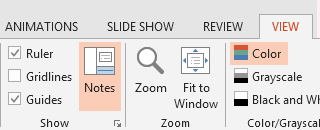 ANIMATIONS SLIDE SHOW REVIEW VIEW
Ruler
Gridlines
Guides
Notes
Show
Zoom
Fit to
Window
Zoom
Color
Grayscale
Black and Wh
Color/Grays